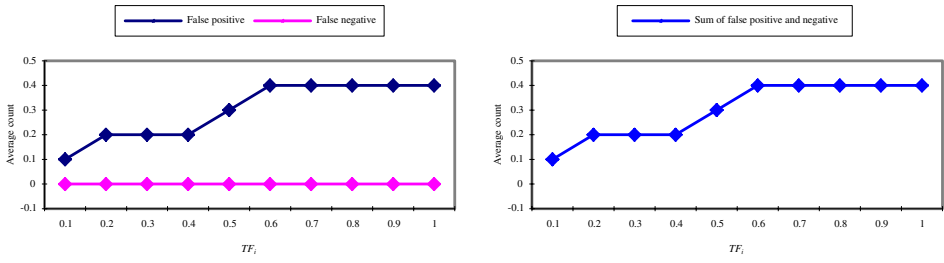 False positive
False negative
0.5
0.4
0.3
0.2
0.1
0
-0.1
Average count
0.1 0.2 0.3 0.4 0.5 0.6 0.7 0.8 0.9 1
TFi
Sum of false positive and negative
0.5
0.4
0.3
0.2
0.1
0
-0.1
Average count
0.1 0.2 0.3 0.4 0.5 0.6 0.7 0.8 0.9 1
TFi